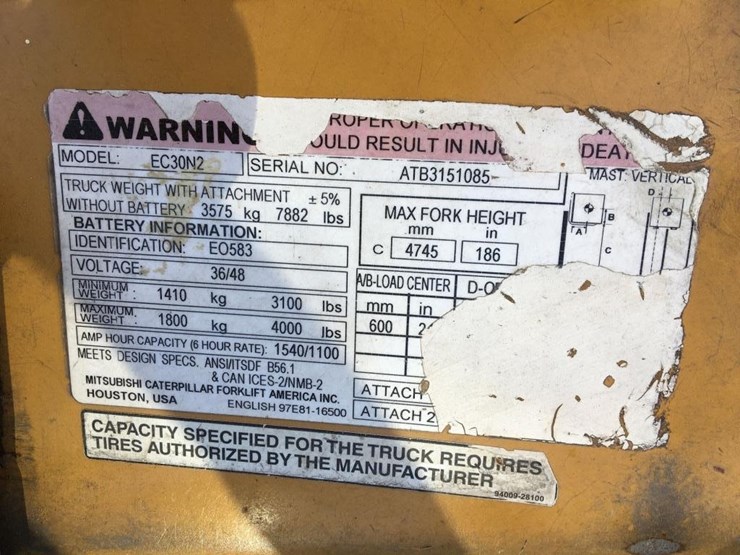 WARNIN
ROPER
OULD RESULT IN INJ
DEAT
MODEL: EC30N2 SERIAL NO: ATB3151085
MAST: VERTICAL
TRUCK WEIGHT WITH ATTACHMENT ± 5%
WITHOUT BATTERY 3575 kg 7882 lbs
BATTERY INFORMATION:
IDENTIFICATION: EO583
VOLTAGE: 36/48
MINIMUM WEIGHT : 1410 kg 3100 lbs
MAXIMUM WEIGHT : 1800 kg 4000 lbs
AMP HOUR CAPACITY (6 HOUR RATE): 1540/1100
MEETS DESIGN SPECS. ANSI/ITSDF B56.1
& CAN ICES-2/NMB-2
MITSUBISHI CATERPILLAR FORKLIFT AMERICA INC.
HOUSTON, USA
ENGLISH 97E81-16500
MAX FORK HEIGHT
mm in
C 4745 186
A/B-LOAD CENTER D-O
mm in
600 2
ATTACH
ATTACH 2
D
B
A
C
CAPACITY SPECIFIED FOR THE TRUCK REQUIRES
TIRES AUTHORIZED BY THE MANUFACTURER
94009-28100